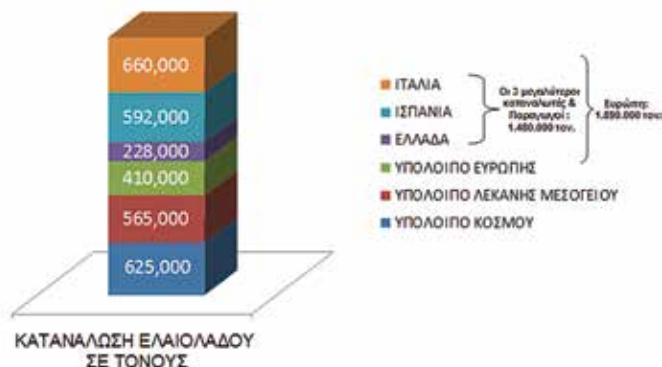 660,000
592,000
228,000
410,000
565,000
625,000
ΚΑΤΑΝΑΛΩΣΗ ΕΛΑΙΟΛΑΔΟΥ
ΣΕ ΤΟΝΟΥΣ
ΙΤΑΛΙΑ
ΙΣΠΑΝΙΑ
ΕΛΛΑΔΑ
ΥΠΟΛΟΙΠΟ ΕΥΡΩΠΗΣ
ΥΠΟΛΟΙΠΟ ΛΕΚΑΝΗΣ ΜΕΣΟΓΕΙΟΥ
ΥΠΟΛΟΙΠΟ ΚΟΣΜΟΥ
Οι 3 μεγαλύτεροι
καταναλωτές &
Παραγωγοί :
1.480.000 τον.
Ευρώπη:
1.890.000 τον: